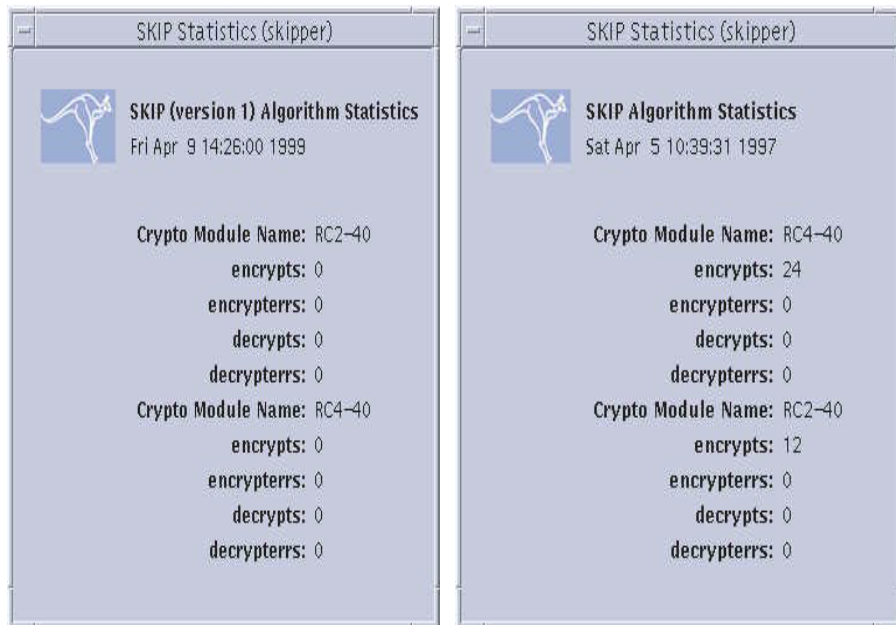 SKIP Statistics (skipper)
SKIP (version 1) Algorithm Statistics
Fri Apr 9 14:26:00 1999
Crypto Module Name: RC2-40
encrypts: 0
encrypterrs: 0
decrypts: 0
decrypterrs: 0
Crypto Module Name: RC4-40
encrypts: 0
encrypterrs: 0
decrypts: 0
decrypterrs: 0
SKIP Statistics (skipper)
SKIP Algorithm Statistics
Sat Apr 5 10:39:31 1997
Crypto Module Name: RC4-40
encrypts: 24
encrypterrs: 0
decrypts: 0
decrypterrs: 0
Crypto Module Name: RC2-40
encrypts: 12
encrypterrs: 0
decrypts: 0
decrypterrs: 0